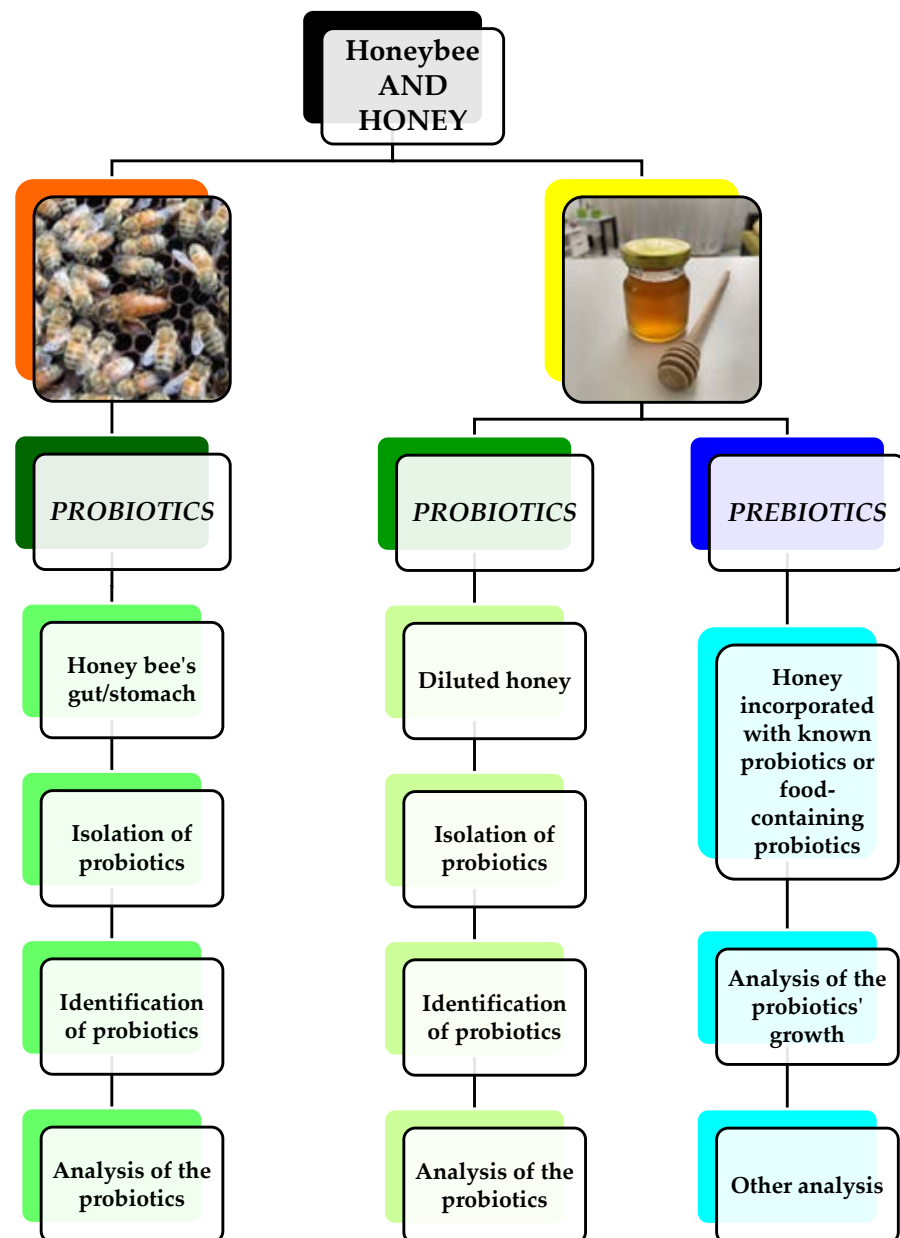 Honeybee
AND
HONEY
PROBIOTICS
Honey bee's
gut/stomach
Isolation of
probiotics
Identification
of probiotics
Analysis of the
probiotics
PROBIOTICS
Diluted honey
Isolation of
probiotics
Identification
of probiotics
Analysis of the
probiotics
PREBIOTICS
Honey
incorporated
with known
probiotics or
food-
containing
probiotics
Analysis of the
probiotics'
growth
Other analysis